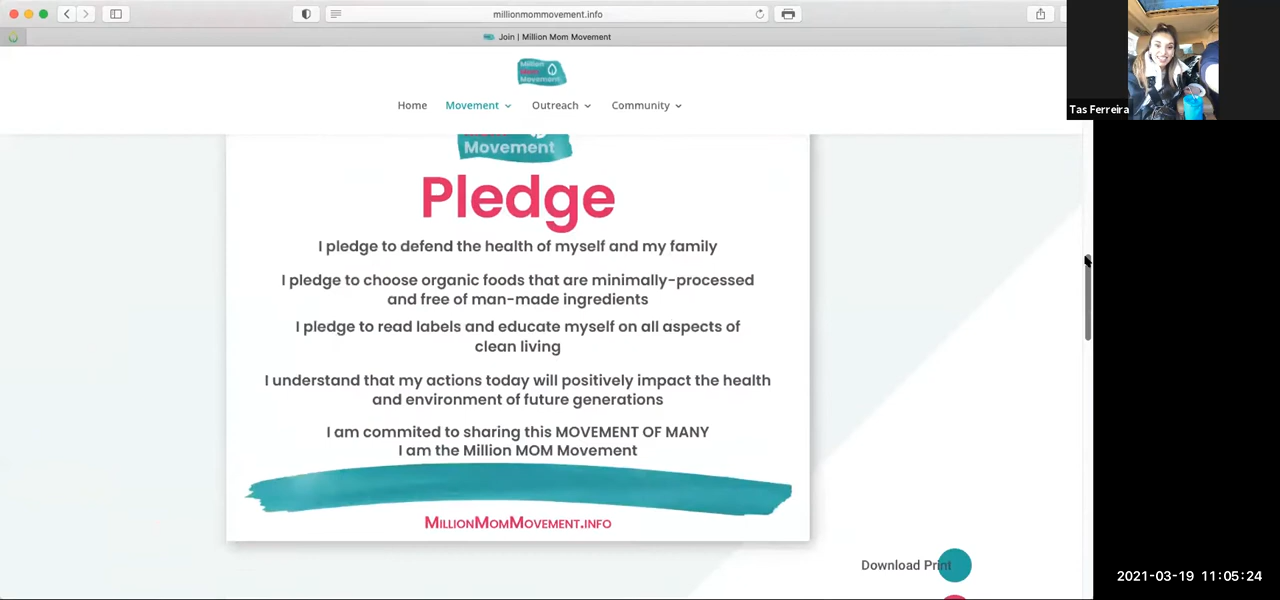 millionmommovement.info
Join | Million Mom Movement
Million
Mom
Movement
Home Movement Outreach Community
Tas Ferreira
Movement
Pledge
I pledge to defend the health of myself and my family
I pledge to choose organic foods that are minimally-processed
and free of man-made ingredients
I pledge to read labels and educate myself on all aspects of
clean living
I understand that my actions today will positively impact the health
and environment of future generations
I am commited to sharing this MOVEMENT OF MANY
I am the Million MOM Movement
MILLIONMOMMOVEMENT.INFO
Download Print
2021-03-19 11:05:24